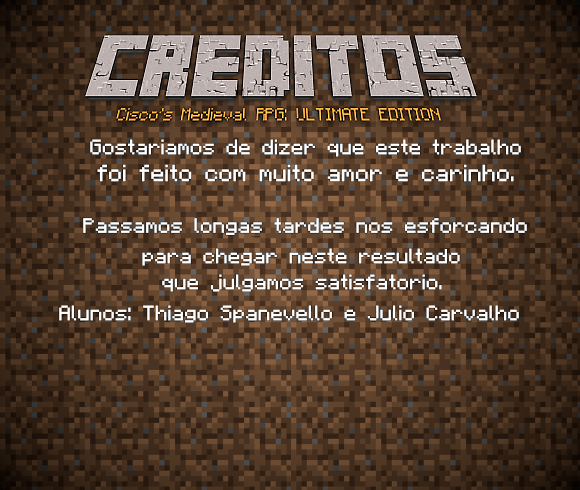 CREDITOS
Cisco's Medieval RPG: ULTIMATE EDITION
Gostariamos de dizer que este trabalho
foi feito com muito amor e carinho.
Passamos longas tardes nos esforcando
para chegar neste resultado
que julgamos satisfatorio.
Alunos: Thiago Spanevello e Julio Carvalho